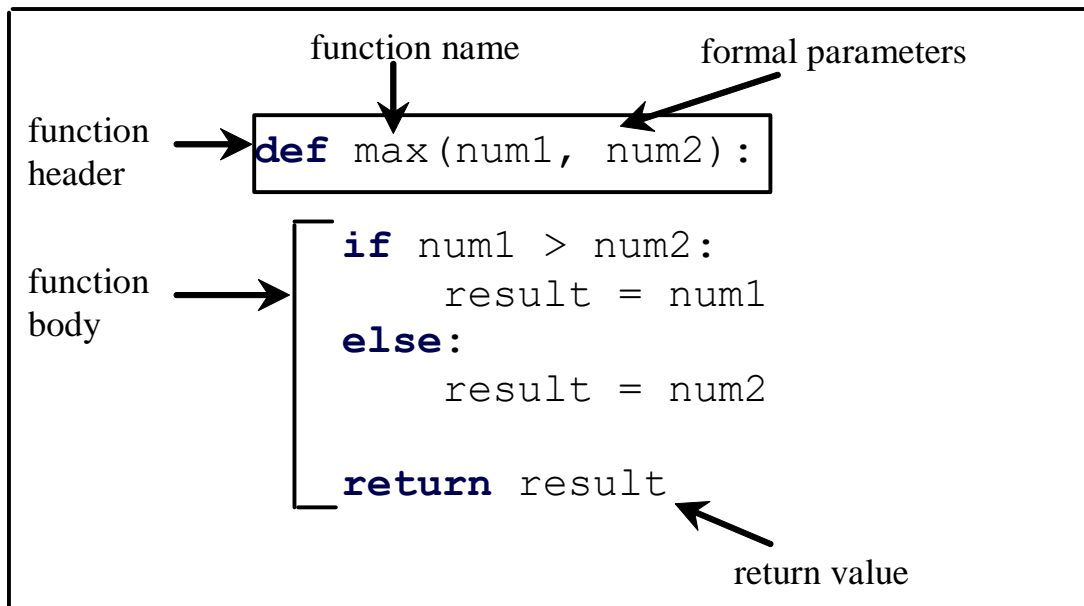 function name
formal parameters
function
header
def max(num1, num2):
if num1 > num2:
result = num1
function
body
else:
result = num2
return result
return value